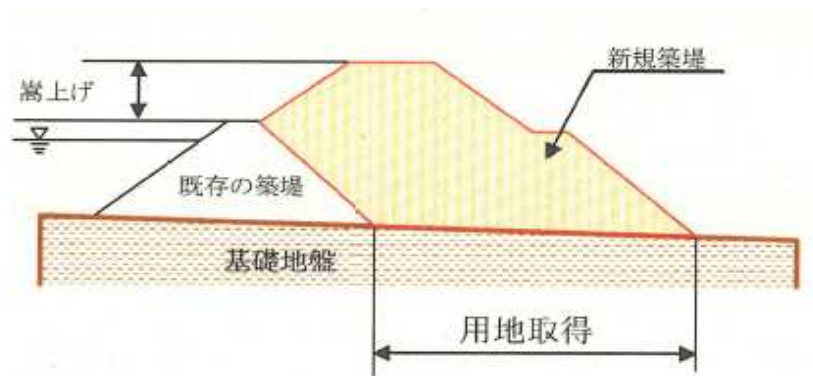 新規築堤
嵩上げ
既存の築堤
基礎地盤
用地取得